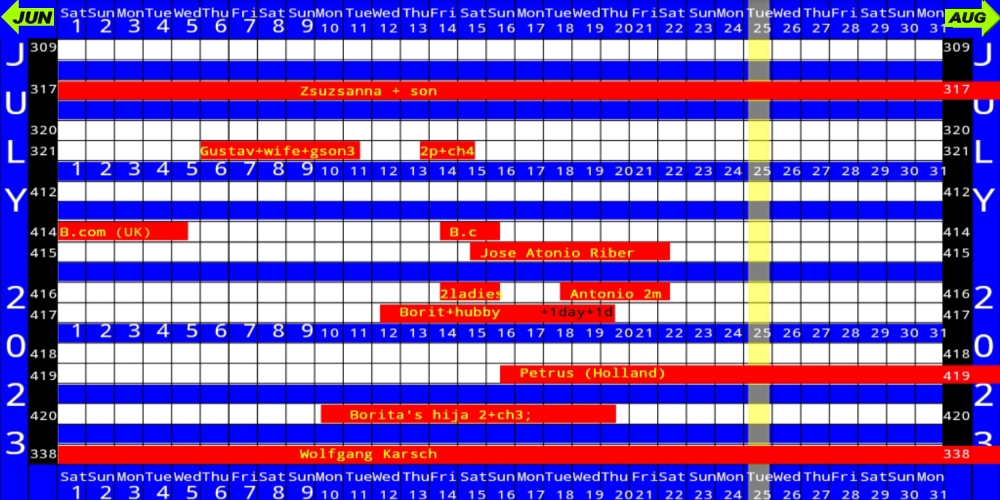 JUN Sat Sun Mon Tue Wed Thu Fri Sat Sun Mon Tue Wed Thu Fri Sat Sun Mon Tue Wed Thu Fri Sat Sun Mon Tue Wed Thu Fri Sat Sun Mon AUG
1 2 3 4 5 6 7 8 9 10 11 12 13 14 15 16 17 18 19 20 21 22 23 24 25 26 27 28 29 30 31
JULY 2023 JULY 2023
309 309
317 Zsuzsanna + son 317
320 320
321 Gustav+wife+gson3 2p+ch4 321
1 2 3 4 5 6 7 8 9 10 11 12 13 14 15 16 17 18 19 20 21 22 23 24 25 26 27 28 29 30 31
412 412
414 B.com (UK) B.c 414
415 Jose Atonio Riber 415
416 2ladies Antonio 2m 416
417 Borit+hubby +1day+1d 417
1 2 3 4 5 6 7 8 9 10 11 12 13 14 15 16 17 18 19 20 21 22 23 24 25 26 27 28 29 30 31
418 418
419 Petrus (Holland) 419
420 Borita's hija 2+ch3; 420
338 Wolfgang Karsch 338
Sat Sun Mon Tue Wed Thu Fri Sat Sun Mon Tue Wed Thu Fri Sat Sun Mon Tue Wed Thu Fri Sat Sun Mon Tue Wed Thu Fri Sat Sun Mon
1 2 3 4 5 6 7 8 9 10 11 12 13 14 15 16 17 18 19 20 21 22 23 24 25 26 27 28 29 30 31